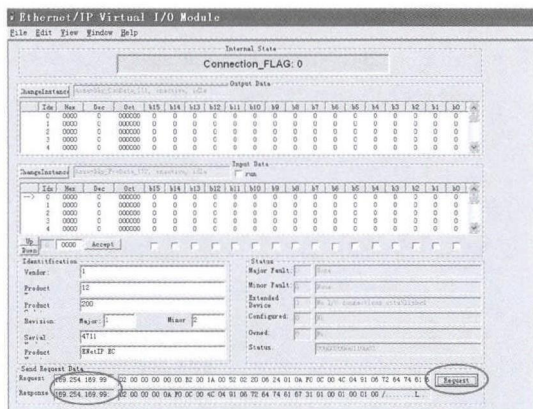 Ethernet/IP Virtual I/O Module
File Edit View Window Help
Internal State
Connection_FLAG: 0
Output Data
ChangeInstance
Idx Hex Dec Oct b15 b14 b13 b12 b11 b10 b9 b8 b7 b6 b5 b4 b3 b2 b1 b0
0 0000 0 000000 0 0 0 0 0 0 0 0 0 0 0 0 0 0 0 0
1 0000 0 000000 0 0 0 0 0 0 0 0 0 0 0 0 0 0 0 0
2 0000 0 000000 0 0 0 0 0 0 0 0 0 0 0 0 0 0 0 0
3 0000 0 000000 0 0 0 0 0 0 0 0 0 0 0 0 0 0 0 0
4 0000 0 000000 0 0 0 0 0 0 0 0 0 0 0 0 0 0 0 0
Input Data
ChangeInstance run
Idx Hex Dec Oct b15 b14 b13 b12 b11 b10 b9 b8 b7 b6 b5 b4 b3 b2 b1 b0
--> 0 0000 0 000000 0 0 0 0 0 0 0 0 0 0 0 0 0 0 0 0
1 0000 0 000000 0 0 0 0 0 0 0 0 0 0 0 0 0 0 0 0
2 0000 0 000000 0 0 0 0 0 0 0 0 0 0 0 0 0 0 0 0
3 0000 0 000000 0 0 0 0 0 0 0 0 0 0 0 0 0 0 0 0
4 0000 0 000000 0 0 0 0 0 0 0 0 0 0 0 0 0 0 0 0
Up
Down 0000 Accept
Identitfication Status
Vendor: 1 Major Fault: None
Product 12 Minor Fault: None
Product 200 Extended Device
Revision Major: 1 Minor 2 Configured: No
Serial 4711 Owned: No
Product ENetIP EC Status:
Send Request Data
Request 169.254.169.99 02 00 00 00 00 00 B2 00 1A 00 52 02 20 06 24 01 0A F0 0C 00 4C 04 91 06 72 64 74 61 6 Request
Response 169.254.169.99: 02 00 00 00 0A F0 0C 00 4C 04 91 06 72 64 74 61 67 31 01 00 01 00 01 00